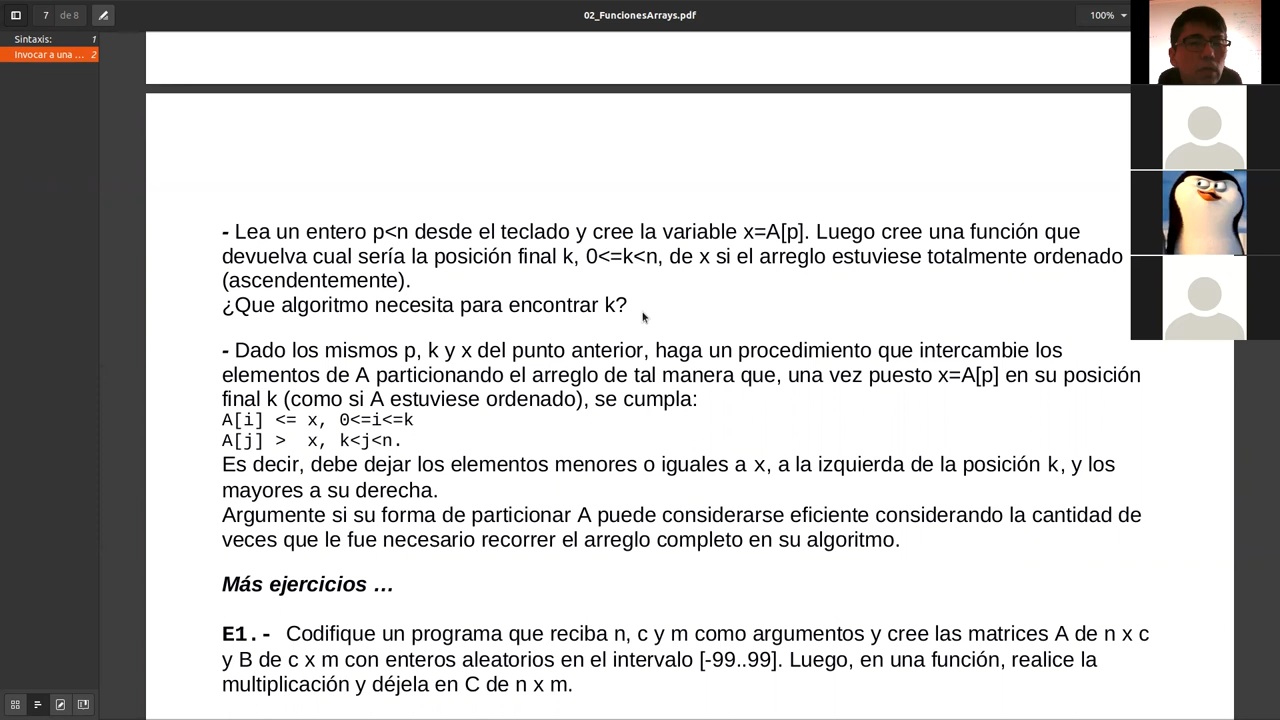 7 de 8
02_FuncionesArrays.pdf
100%
Sintaxis: 1
Invocar a una ... 2
- Lea un entero p<n desde el teclado y cree la variable x=A[p]. Luego cree una función que
devuelva cual sería la posición final k, 0<=k<n, de x si el arreglo estuviese totalmente ordenado
(ascendentemente).
¿Que algoritmo necesita para encontrar k?
- Dado los mismos p, k y x del punto anterior, haga un procedimiento que intercambie los
elementos de A particionando el arreglo de tal manera que, una vez puesto x=A[p] en su posición
final k (como si A estuviese ordenado), se cumpla:
A[i] <= x, 0<=i<=k
A[j] >  x, k<j<n.
Es decir, debe dejar los elementos menores o iguales a x, a la izquierda de la posición k, y los
mayores a su derecha.
Argumente si su forma de particionar A puede considerarse eficiente considerando la cantidad de
veces que le fue necesario recorrer el arreglo completo en su algoritmo.
Más ejercicios …
E1.- Codifique un programa que reciba n, c y m como argumentos y cree las matrices A de n x c
y B de c x m con enteros aleatorios en el intervalo [-99..99]. Luego, en una función, realice la
multiplicación y déjela en C de n x m.